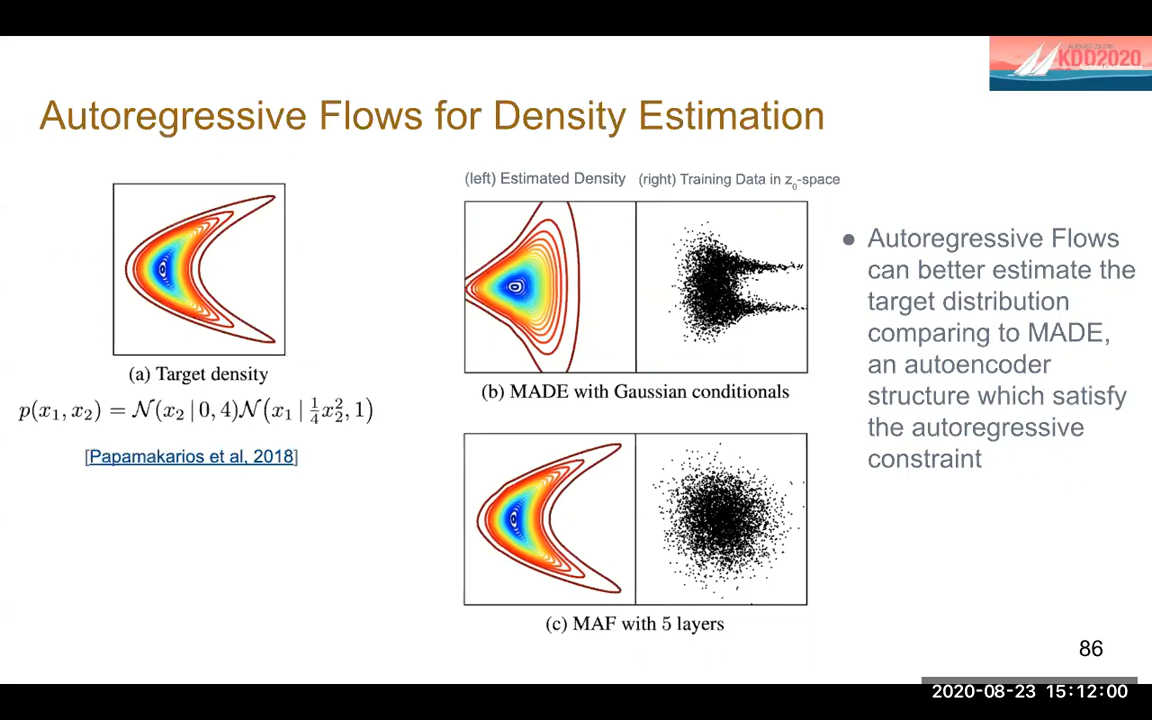 KDD2020
Autoregressive Flows for Density Estimation
(left) Estimated Density (right) Training Data in z₀-space
(a) Target density
p(x₁, x₂) = 𝒩(x₂ | 0, 4)𝒩(x₁ | ¼x₂², 1)
[Papamakarios et al, 2018]
(b) MADE with Gaussian conditionals
(c) MAF with 5 layers
● Autoregressive Flows
can better estimate the
target distribution
comparing to MADE,
an autoencoder
structure which satisfy
the autoregressive
constraint
86
2020-08-23 15:12:00